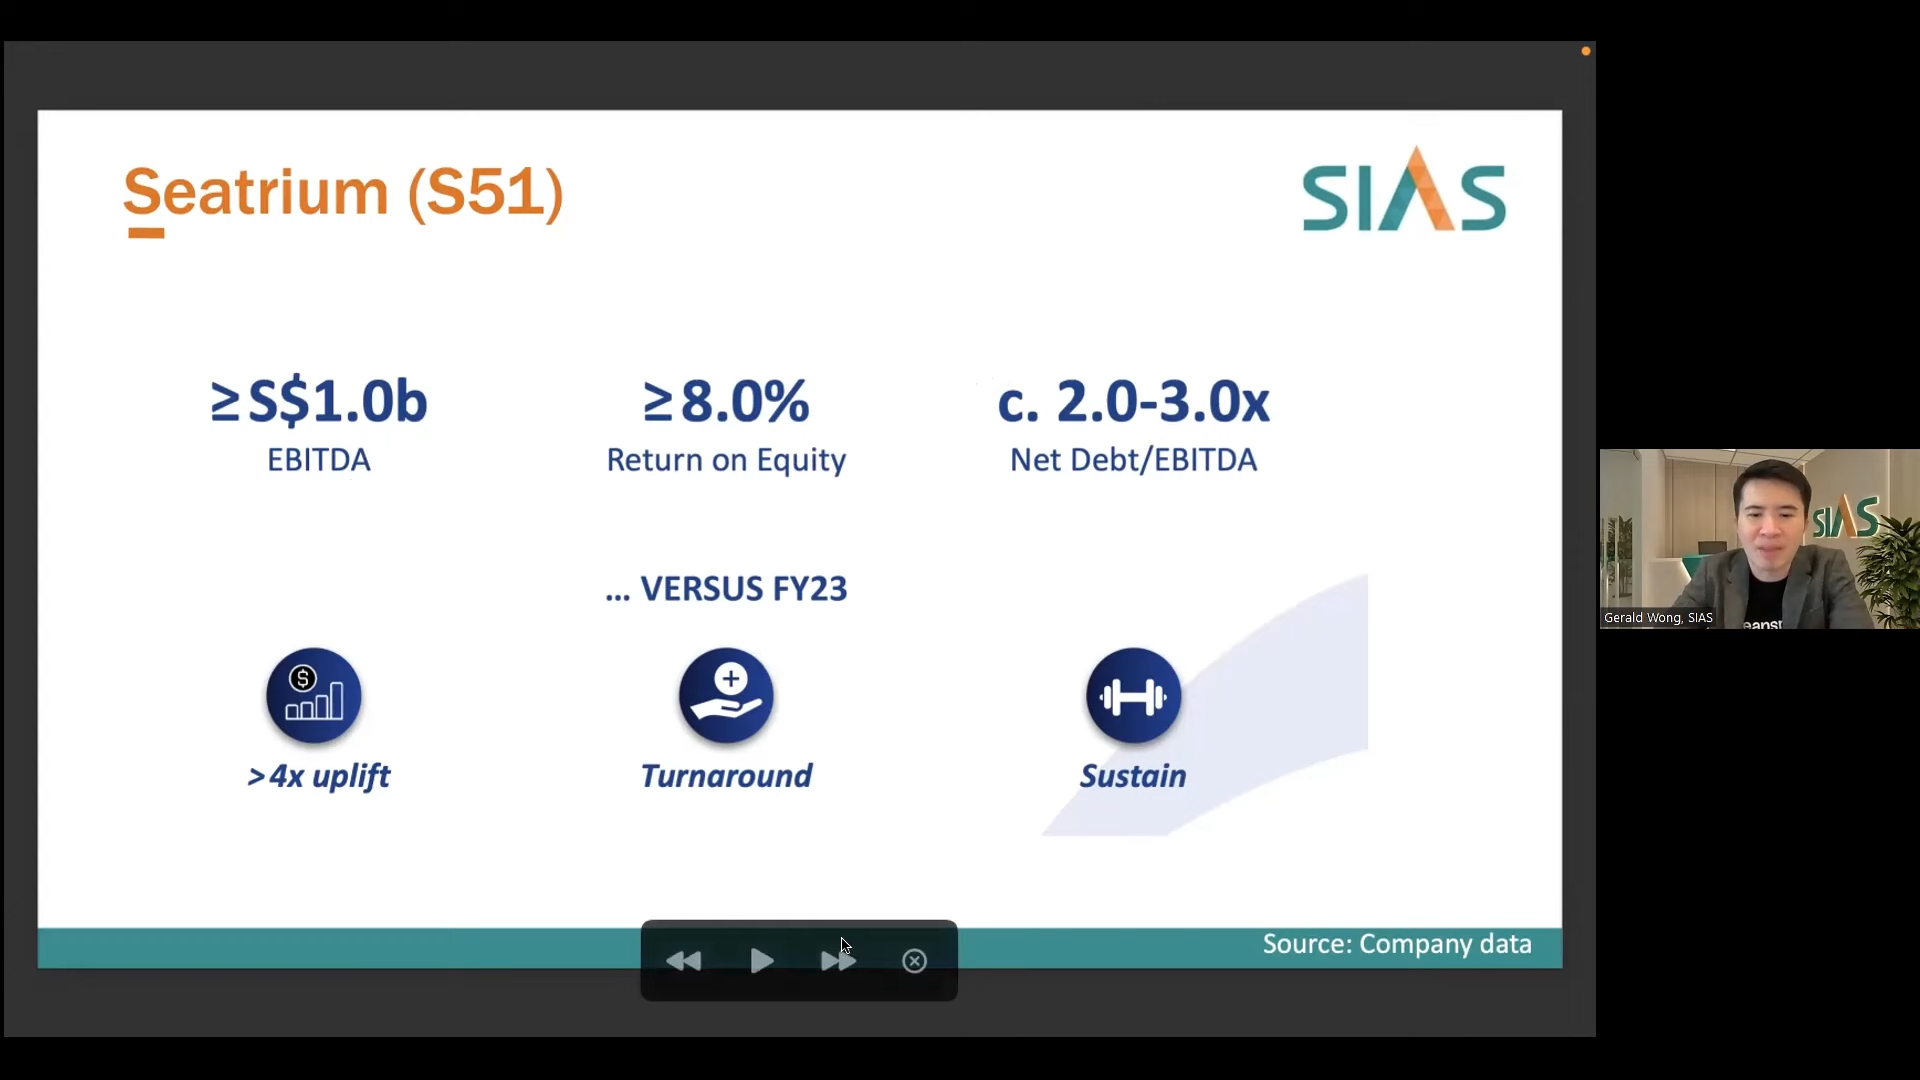 Seatrium (S51)
SIAS
≥S$1.0b
EBITDA
≥8.0%
Return on Equity
c. 2.0-3.0x
Net Debt/EBITDA
... VERSUS FY23
$
>4x uplift
Turnaround
Sustain
Source: Company data
SIAS
Gerald Wong, SIAS